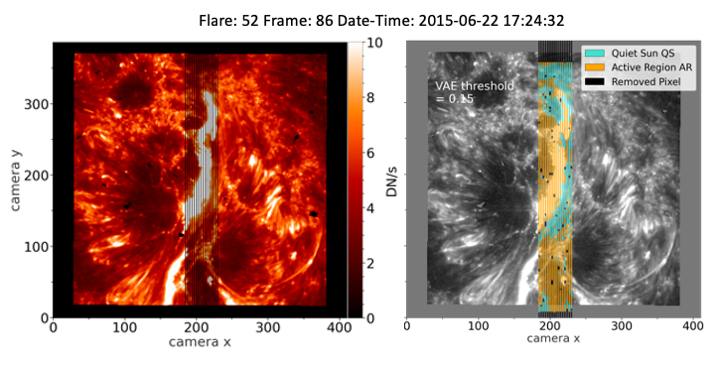 Flare: 52 Frame: 86 Date-Time: 2015-06-22 17:24:32
camera y
300
200
100
0
0
100
200
300
400
camera x
10
8
6
4
2
0
DN/s
VAE threshold
= 0.15
Quiet Sun QS
Active Region AR
Removed Pixel
0
100
200
300
400
camera x